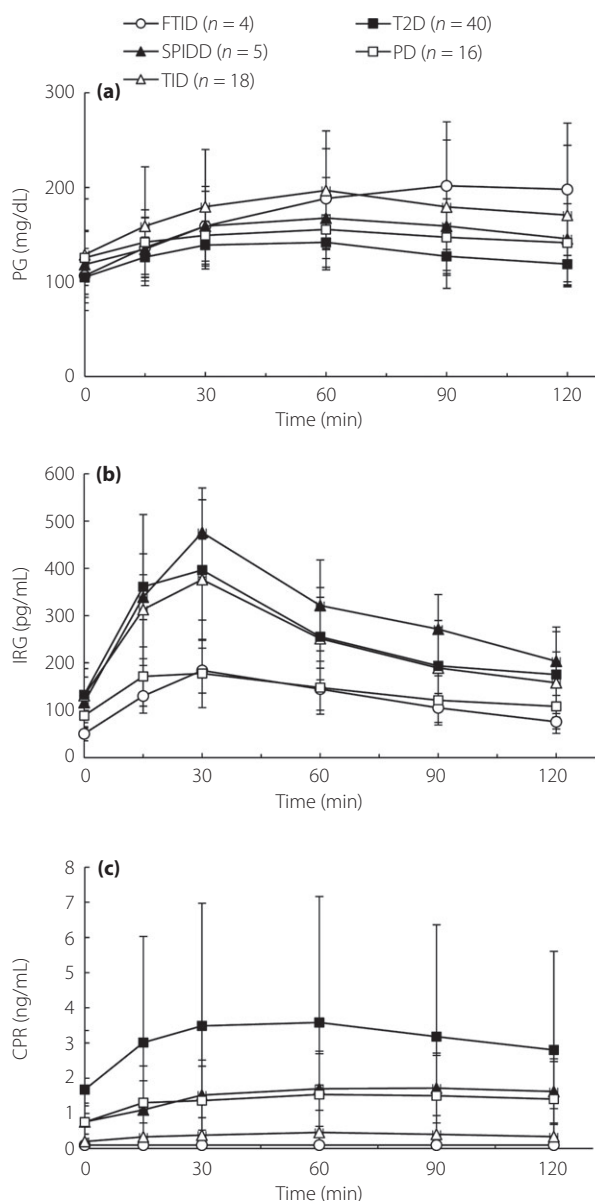 FTID (n = 4) T2D (n = 40)
SPIDD (n = 5) PD (n = 16)
TID (n = 18)
(a)
300
200
100
0
PG (mg/dL)
0 30 60 90 120
Time (min)
(b)
600
500
400
300
200
100
0
IRG (pg/mL)
0 30 60 90 120
Time (min)
(c)
8
7
6
5
4
3
2
1
0
CPR (ng/mL)
0 30 60 90 120
Time (min)